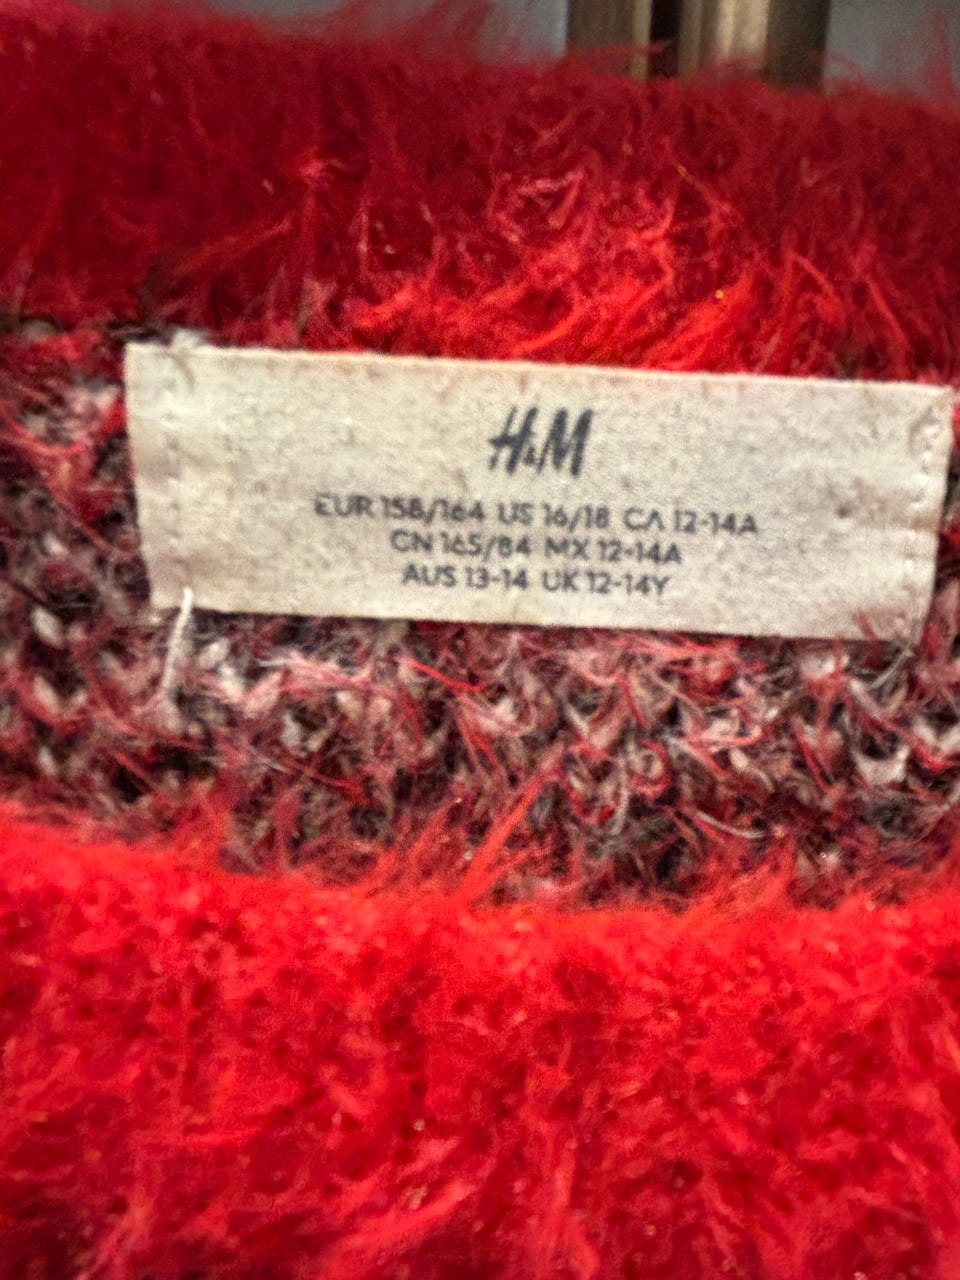 H&M
EUR 158/164 US 16/18 CA 12-14A
CN 165/84 MX 12-14A
AUS 13-14 UK 12-14Y